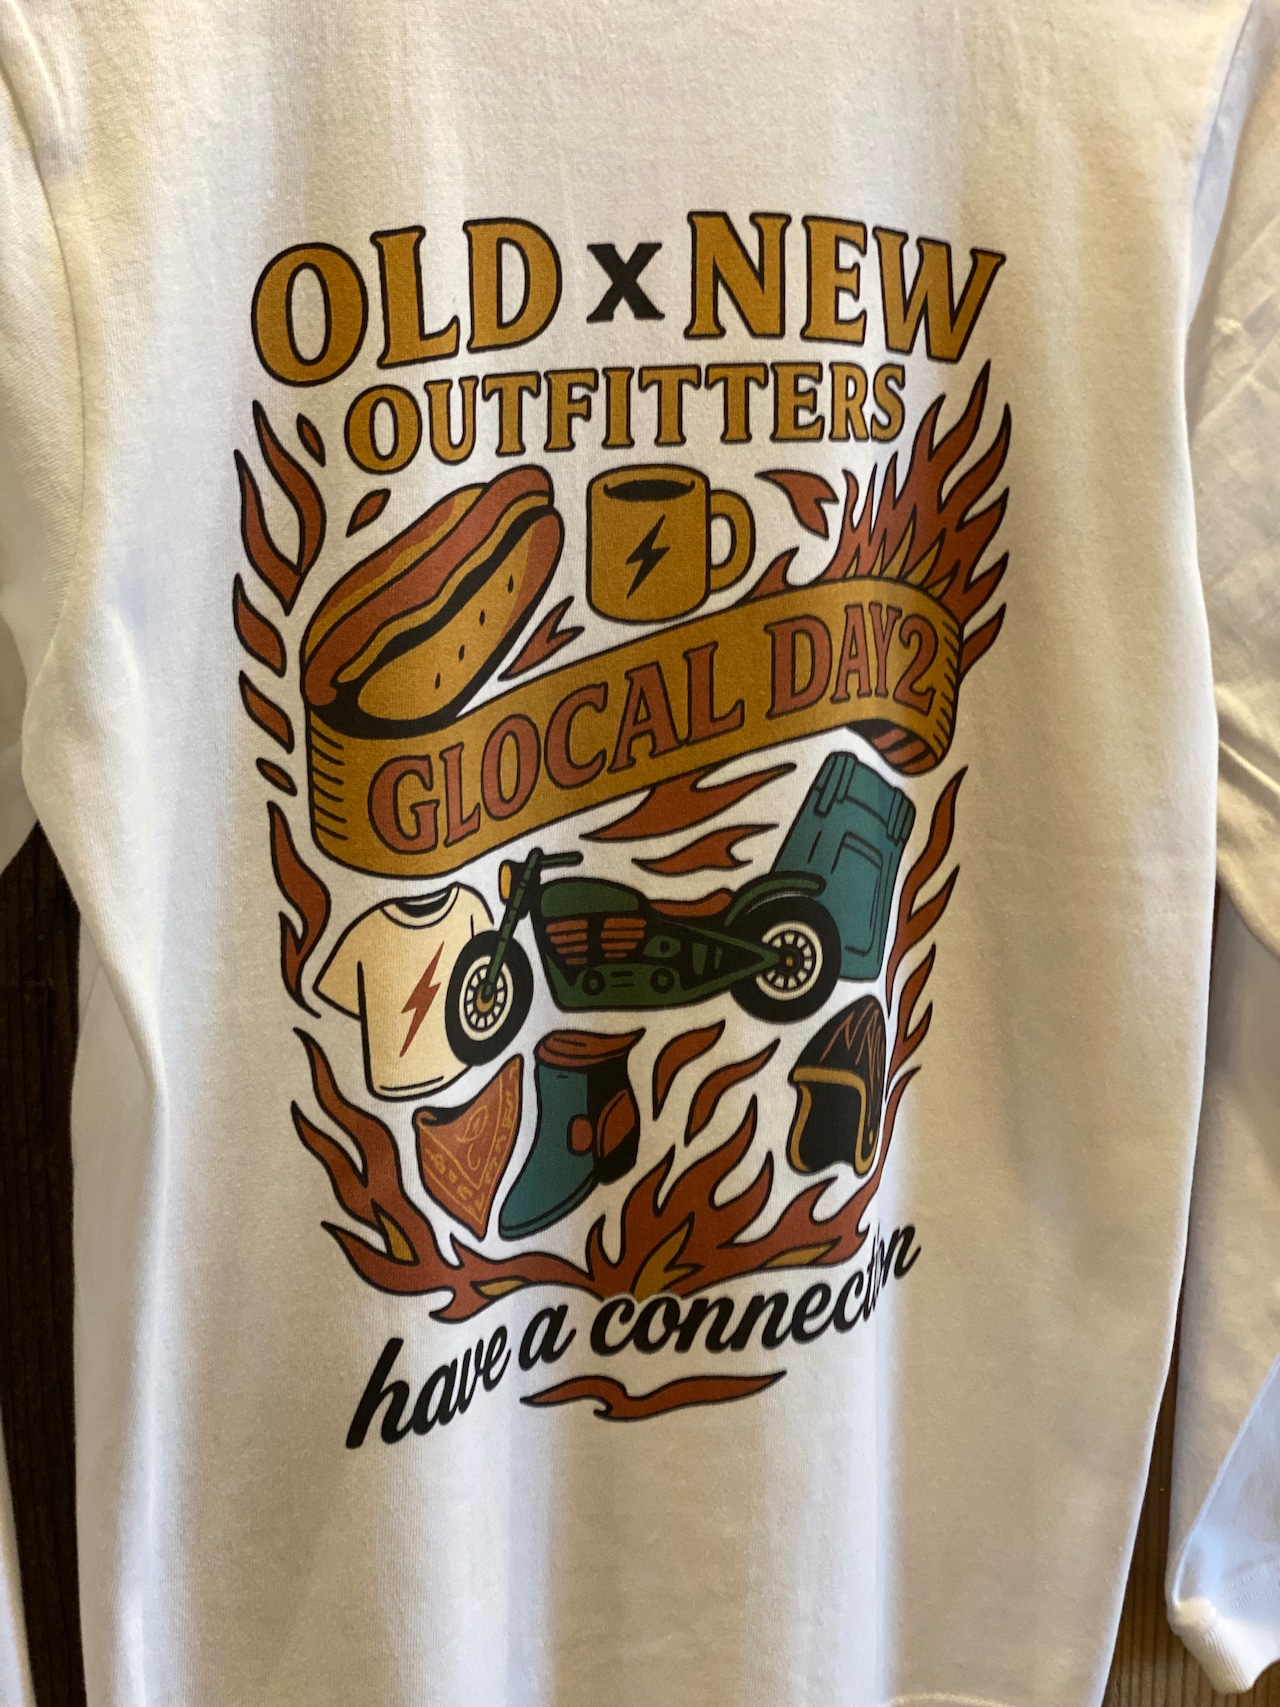 OLD x NEW
OUTFITTERS
GLOCAL DAY2
have a connection